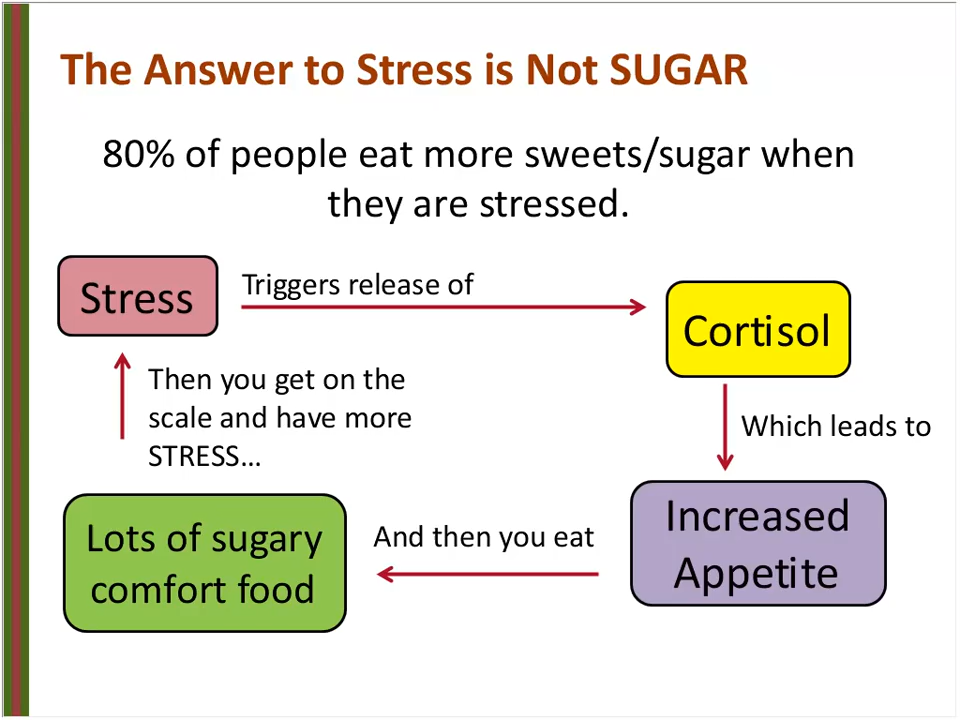 The Answer to Stress is Not SUGAR
80% of people eat more sweets/sugar when
they are stressed.
Stress
Triggers release of
Cortisol
Which leads to
Increased
Appetite
And then you eat
Lots of sugary
comfort food
Then you get on the
scale and have more
STRESS...